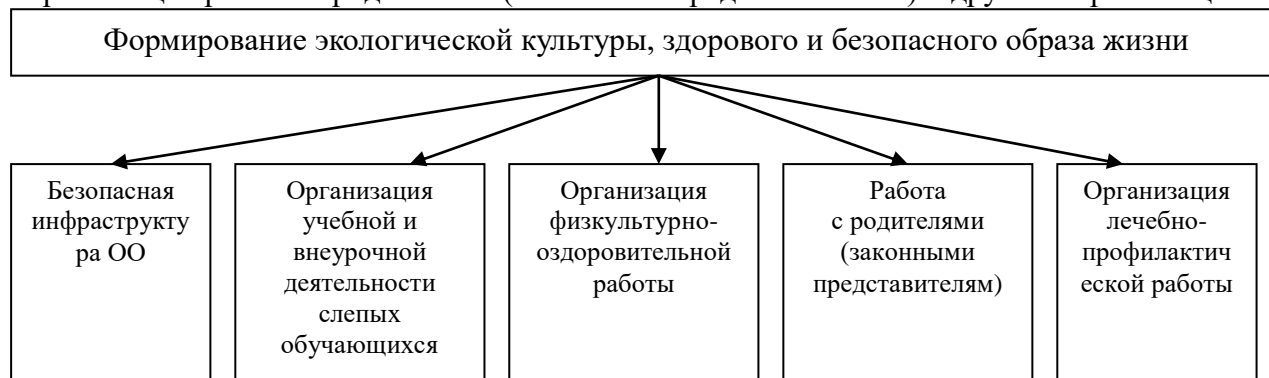 Формирование экологической культуры, здорового и безопасного образа жизни
Безопасная
инфраструкту
ра ОО
Организация
учебной и
внеурочной
деятельности
слепых
обучающихся
Организация
физкультурно-
оздоровительной
работы
Работа
с родителями
(законными
представителям)
Организация
лечебно-
профилактич
еской работы